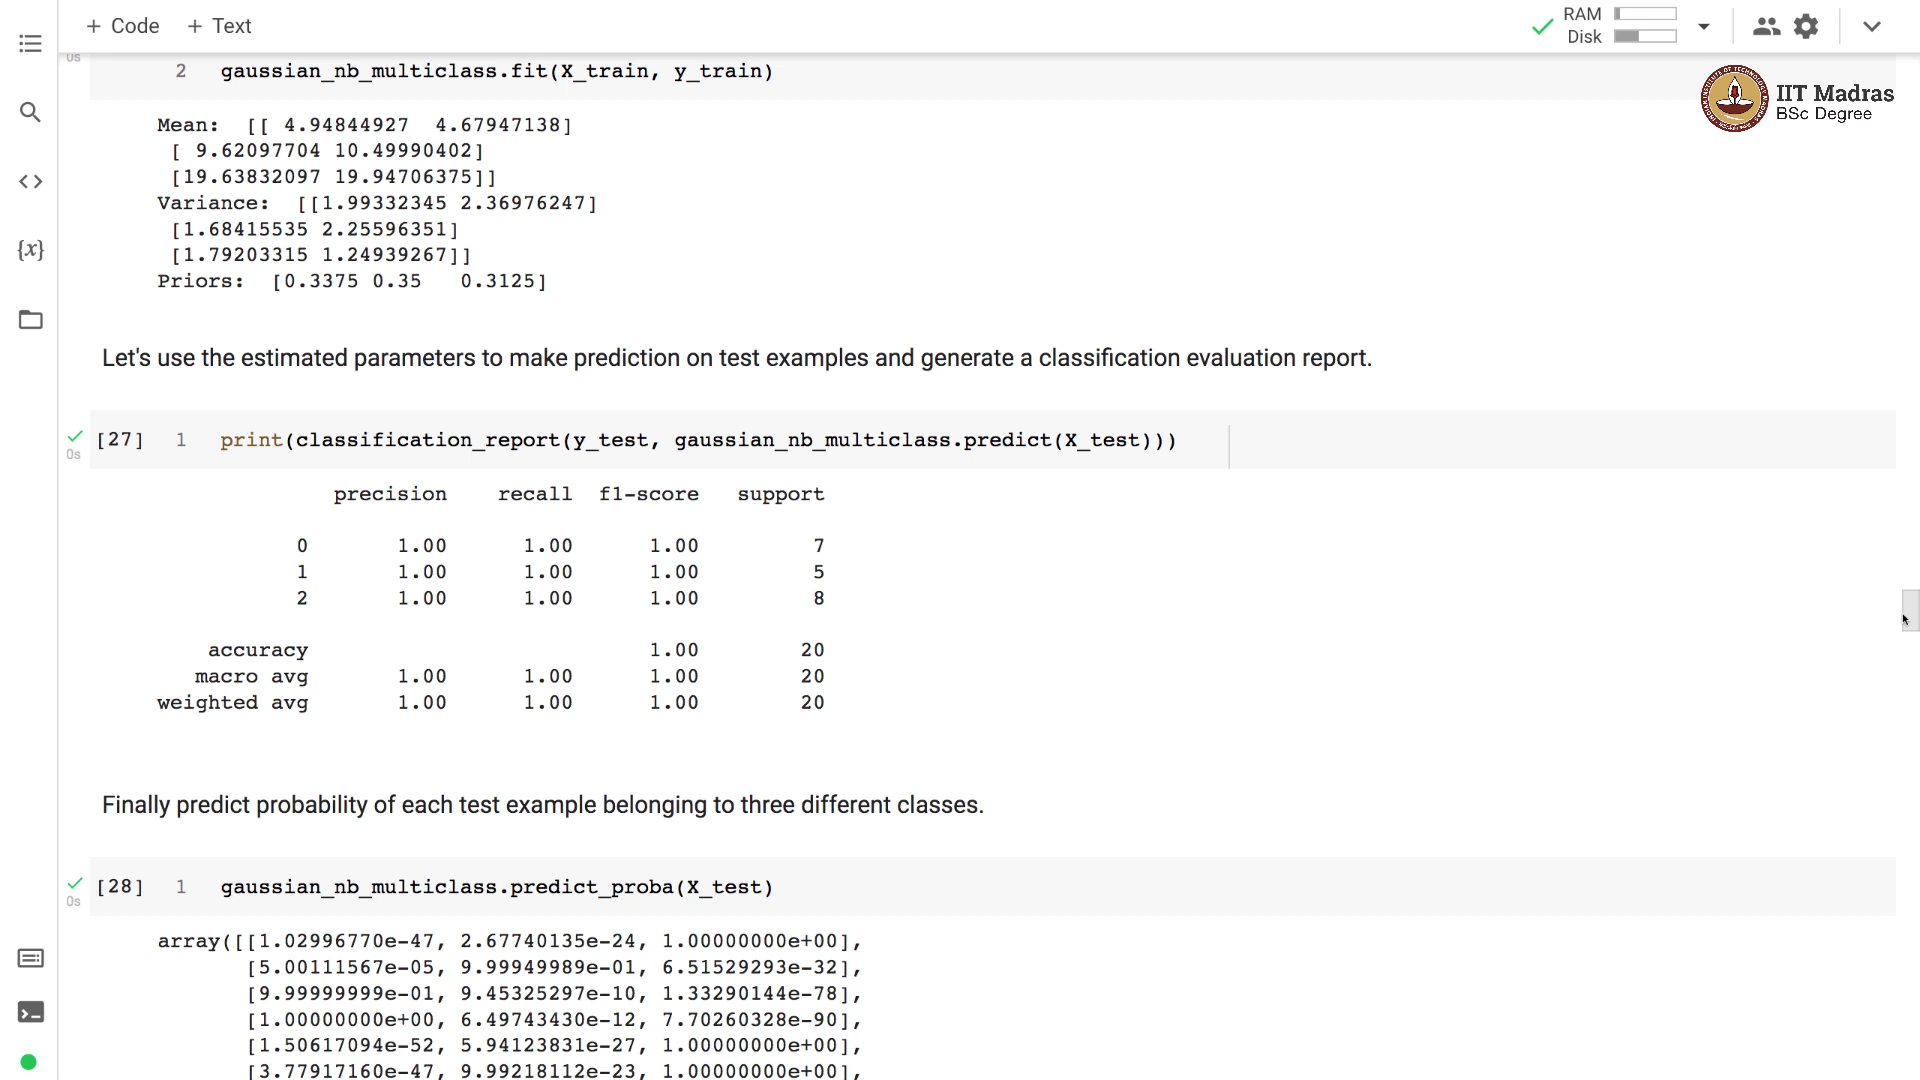 + Code + Text
RAM
Disk
0s
2 gaussian_nb_multiclass.fit(X_train, y_train)
IIT Madras
BSc Degree
Mean:  [[ 4.94844927  4.67947138]
[ 9.62097704 10.49990402]
[19.63832097 19.94706375]]
Variance:  [[1.99332345 2.36976247]
[1.68415535 2.25596351]
[1.79203315 1.24939267]]
Priors:  [0.3375 0.35   0.3125]
Let's use the estimated parameters to make prediction on test examples and generate a classification evaluation report.
[27] 1 print(classification_report(y_test, gaussian_nb_multiclass.predict(X_test)))
0s
precision recall f1-score support
0 1.00 1.00 1.00 7
1 1.00 1.00 1.00 5
2 1.00 1.00 1.00 8
accuracy 1.00 20
macro avg 1.00 1.00 1.00 20
weighted avg 1.00 1.00 1.00 20
Finally predict probability of each test example belonging to three different classes.
[28] 1 gaussian_nb_multiclass.predict_proba(X_test)
0s
array([[1.02996770e-47, 2.67740135e-24, 1.00000000e+00],
[5.00111567e-05, 9.99949989e-01, 6.51529293e-32],
[9.99999999e-01, 9.45325297e-10, 1.33290144e-78],
[1.00000000e+00, 6.49743430e-12, 7.70260328e-90],
[1.50617094e-52, 5.94123831e-27, 1.00000000e+00],
[3.77917160e-47, 9.99218112e-23, 1.00000000e+00],